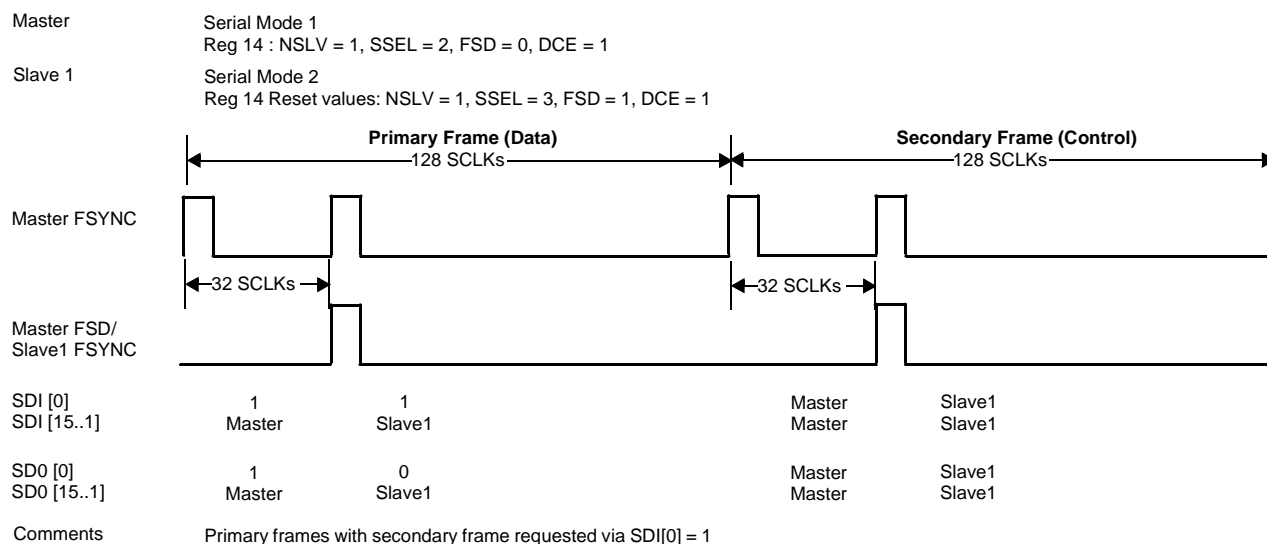 Master Serial Mode 1
Reg 14 : NSLV = 1, SSEL = 2, FSD = 0, DCE = 1
Slave 1 Serial Mode 2
Reg 14 Reset values: NSLV = 1, SSEL = 3, FSD = 1, DCE = 1
Primary Frame (Data) Secondary Frame (Control)
128 SCLKs 128 SCLKs
Master FSYNC
32 SCLKs 32 SCLKs
Master FSD/
Slave1 FSYNC
SDI [0] 1 1 Master Slave1
SDI [15..1] Master Slave1 Master Slave1
SD0 [0] 1 0 Master Slave1
SD0 [15..1] Master Slave1 Master Slave1
Comments Primary frames with secondary frame requested via SDI[0] = 1